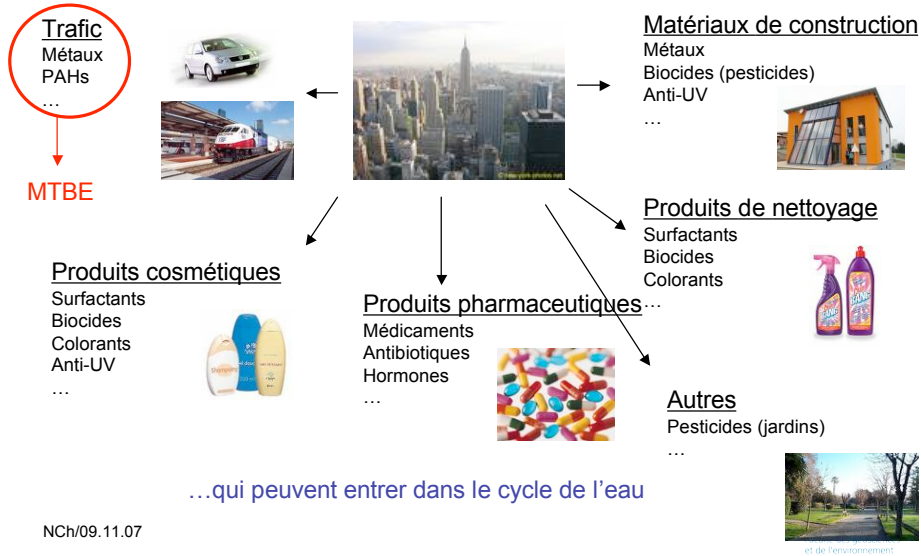 Trafic
Métaux
PAHs
…
MTBE
Matériaux de construction
Métaux
Biocides (pesticides)
Anti-UV
…
Produits de nettoyage
Surfactants
Biocides
Colorants
…
Produits cosmétiques
Surfactants
Biocides
Colorants
Anti-UV
…
Produits pharmaceutiques
Médicaments
Antibiotiques
Hormones
…
Autres
Pesticides (jardins)
…
…qui peuvent entrer dans le cycle de l'eau
NCh/09.11.07
et de l'environnement